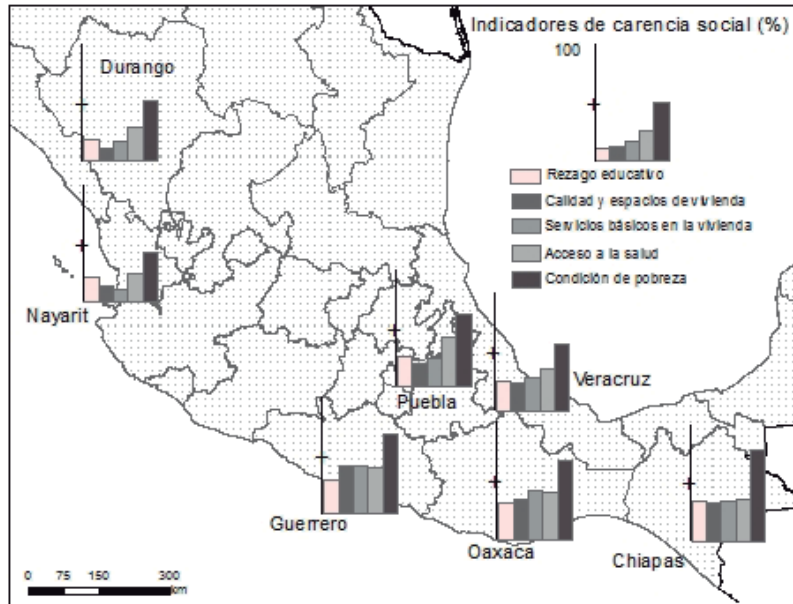 Indicadores de carencia social (%)
100
Rezago educativo
Calidad y espacios de vivienda
Servicios básicos en la vivienda
Acceso a la salud
Condición de pobreza
Durango
Nayarit
Puebla
Veracruz
Guerrero
Oaxaca
Chiapas
0 75 150 300
km